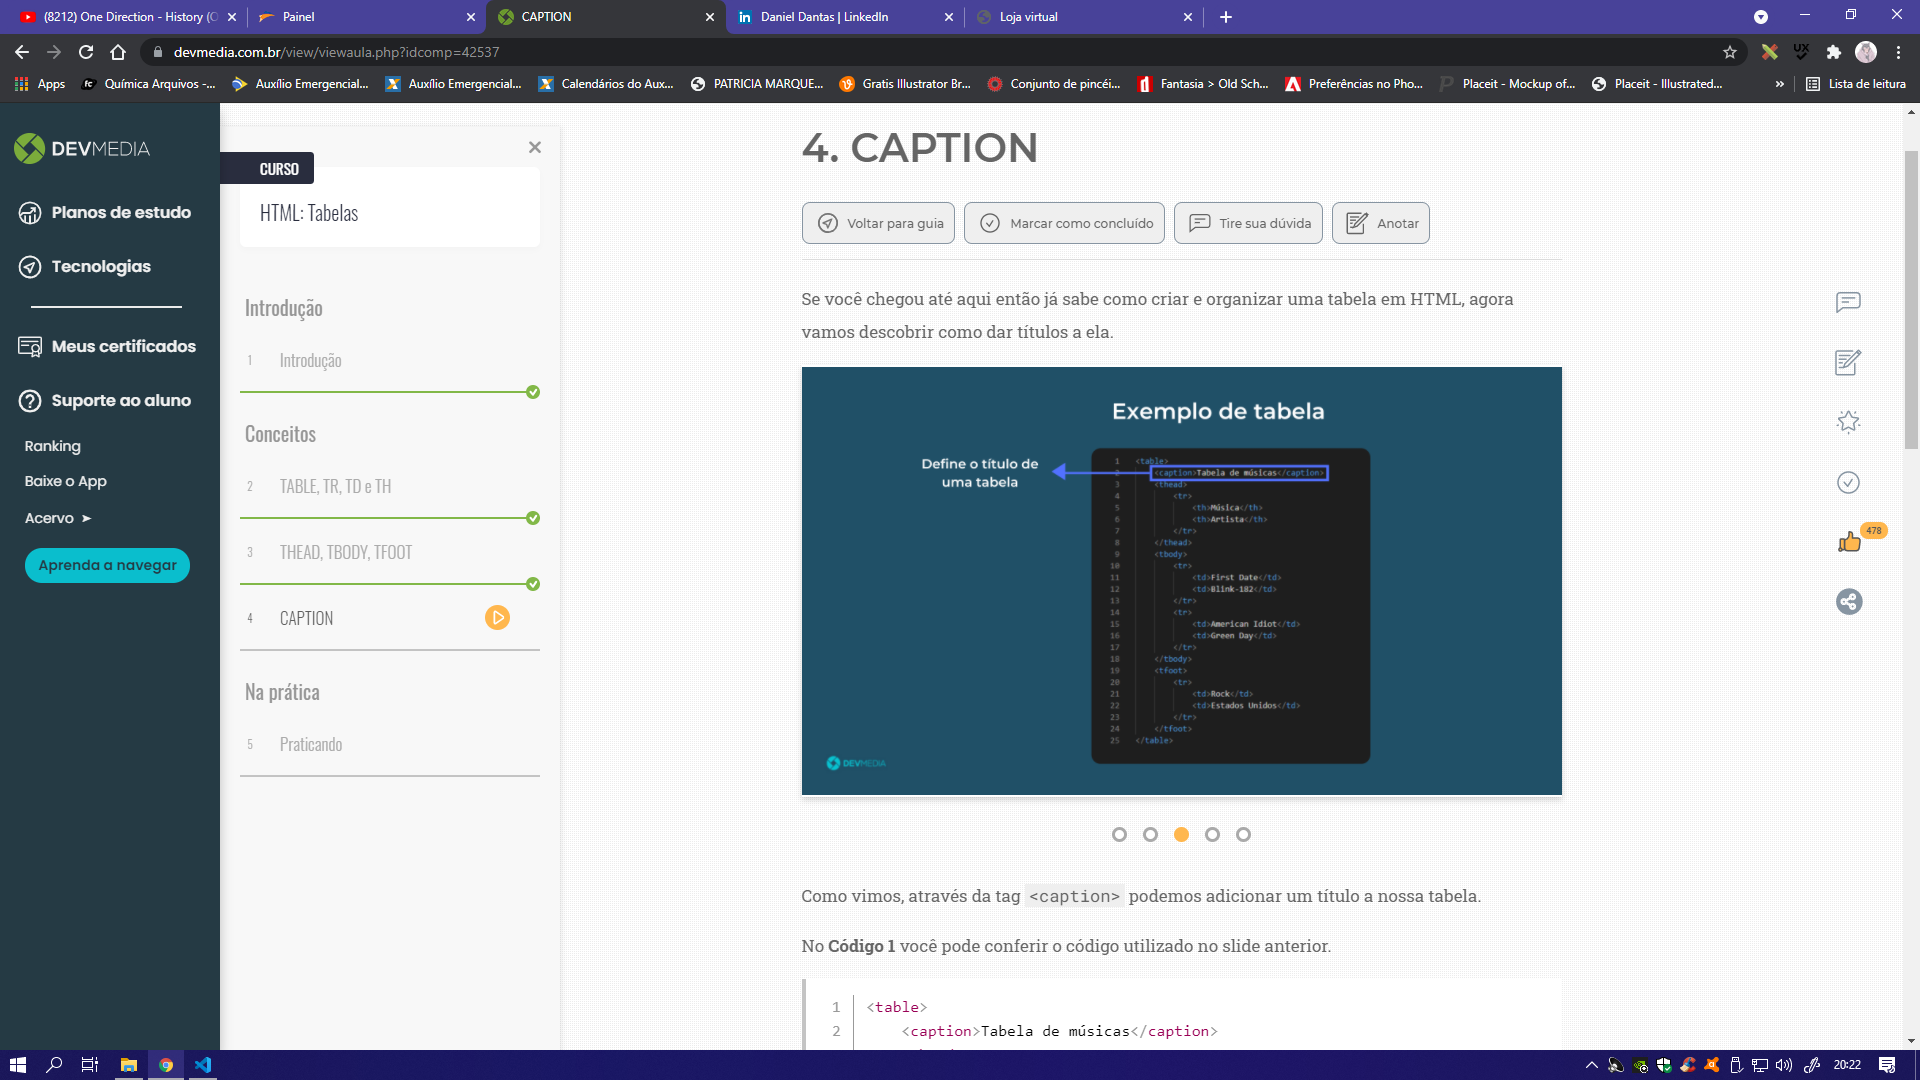 (8212) One Direction - History (O
Painel
CAPTION
Daniel Dantas | LinkedIn
Loja virtual
devmedia.com.br/view/viewaula.php?idcomp=42537
Apps
Química Arquivos -...
Auxílio Emergencial...
Auxílio Emergencial...
Calendários do Aux...
PATRICIA MARQUE...
Gratis Illustrator Br...
Conjunto de pincéi...
Fantasia > Old Sch...
Preferências no Pho...
Placeit - Mockup of...
Placeit - Illustrated...
»
Lista de leitura
DEVMEDIA
Planos de estudo
Tecnologias
Meus certificados
Suporte ao aluno
Ranking
Baixe o App
Acervo ➤
Aprenda a navegar
CURSO
HTML: Tabelas
Introdução
1 Introdução
Conceitos
2 TABLE, TR, TD e TH
3 THEAD, TBODY, TFOOT
4 CAPTION
Na prática
5 Praticando
4. CAPTION
Voltar para guia
Marcar como concluído
Tire sua dúvida
Anotar
Se você chegou até aqui então já sabe como criar e organizar uma tabela em HTML, agora
vamos descobrir como dar títulos a ela.
Exemplo de tabela
Define o título de
uma tabela
1 <table>
2 <caption>Tabela de músicas</caption>
3 <thead>
4 <tr>
5 <th>Música</th>
6 <th>Artista</th>
7 </tr>
8 </thead>
9 <tbody>
10 <tr>
11 <td>First Date</td>
12 <td>Blink-182</td>
13 </tr>
14 <tr>
15 <td>American Idiot</td>
16 <td>Green Day</td>
17 </tr>
18 </tbody>
19 <tfoot>
20 <tr>
21 <td>Rock</td>
22 <td>Estados Unidos</td>
23 </tr>
24 </tfoot>
25 </table>
DEVMEDIA
Como vimos, através da tag <caption> podemos adicionar um título a nossa tabela.
No Código 1 você pode conferir o código utilizado no slide anterior.
1 <table>
2 <caption>Tabela de músicas</caption>
478
20:22